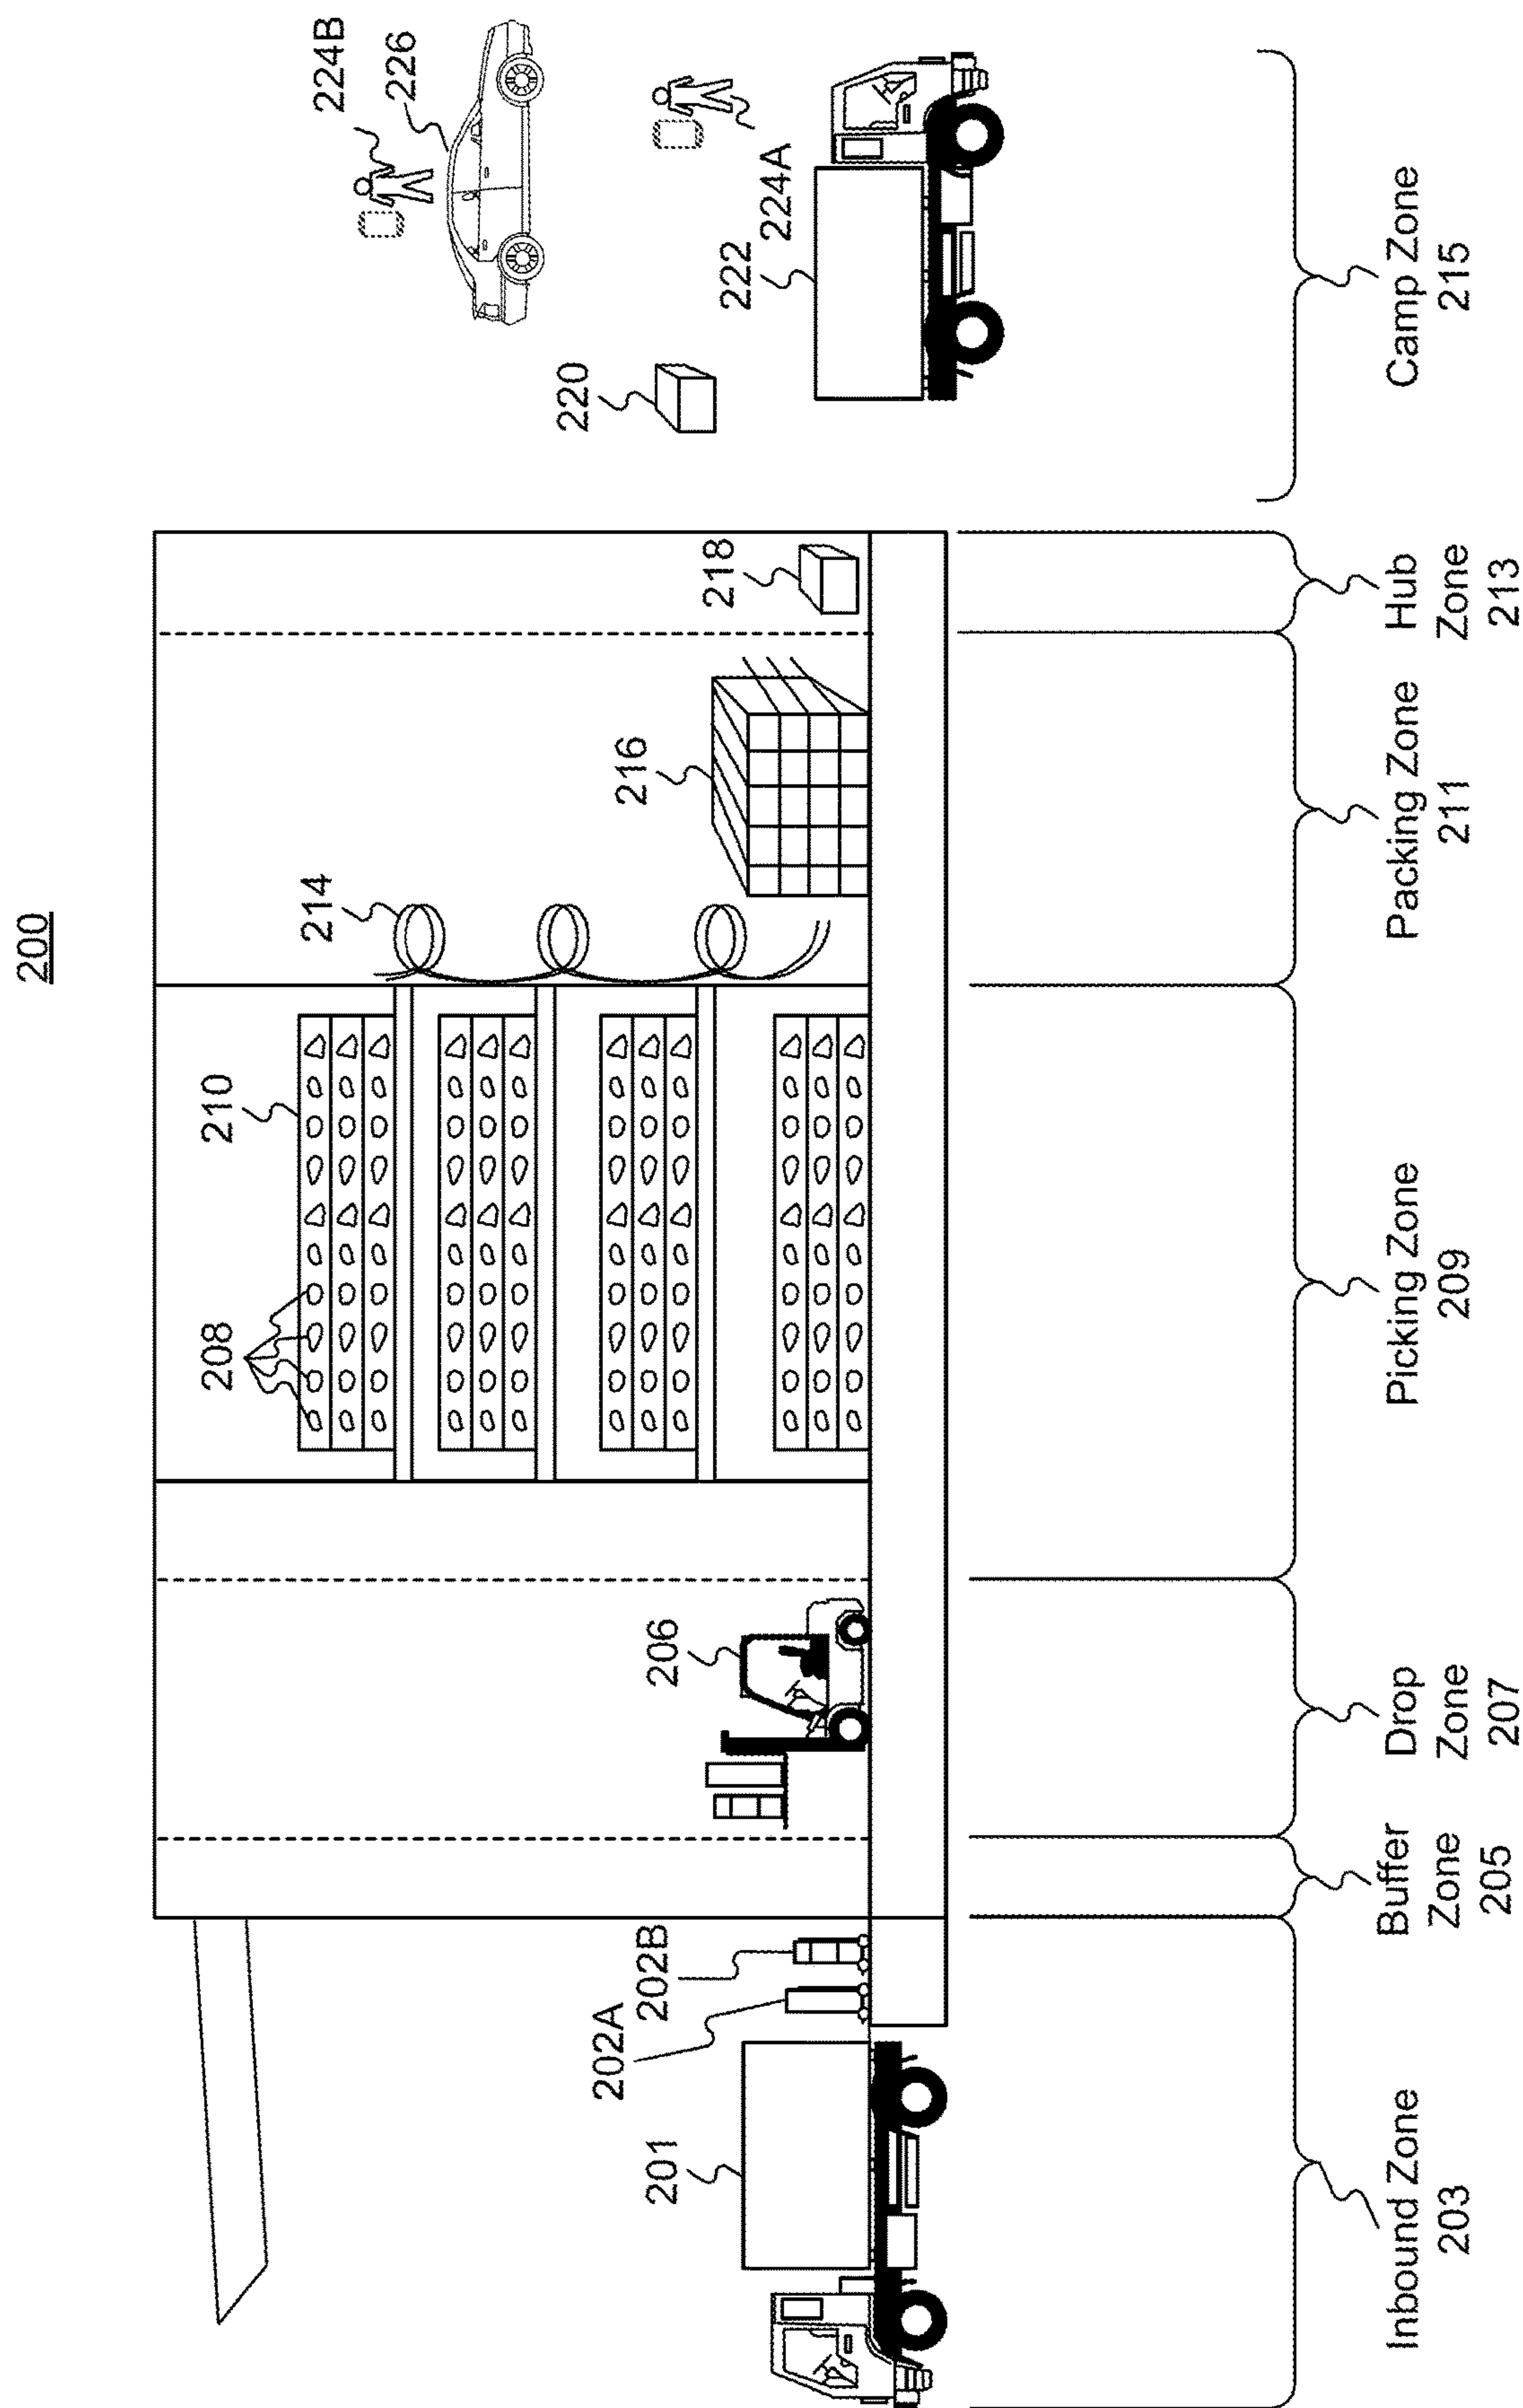 200
224B
226
224A
222
220
218
216
214
210
208
206
202B
202A
201
Inbound Zone
203
Buffer
Zone
205
Drop
Zone
207
Picking Zone
209
Packing Zone
211
Hub
Zone
213
Camp Zone
215